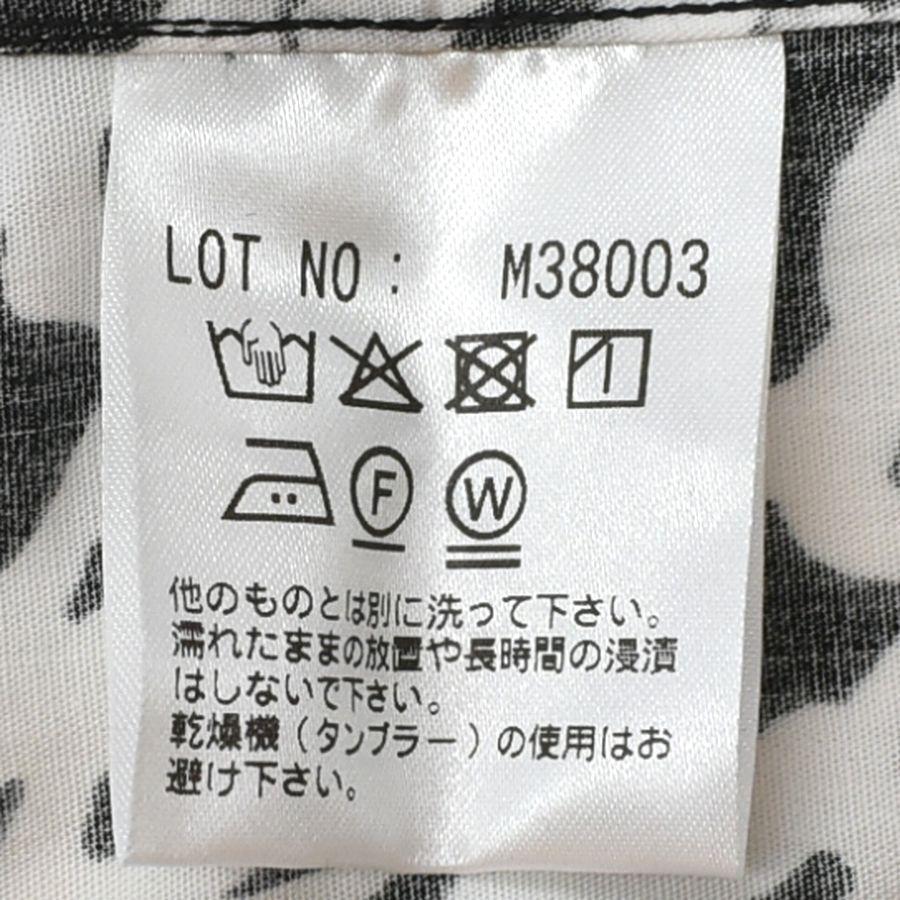 LOT NO: M38003
F W
他のものとは別に洗って下さい。
濡れたままの放置や長時間の浸漬
はしないで下さい。
乾燥機(タンブラー)の使用はお
避け下さい。